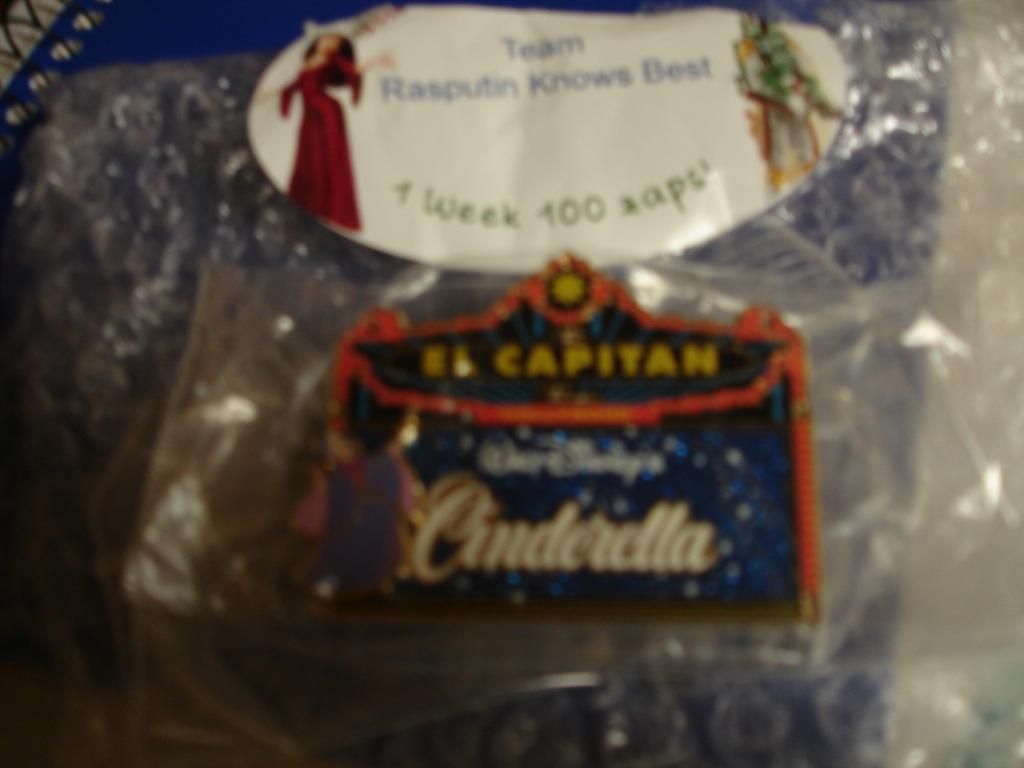 Team
Rasputin Knows Best
1 Week 100 zaps!
EL CAPITAN
Walt Disney's
Cinderella